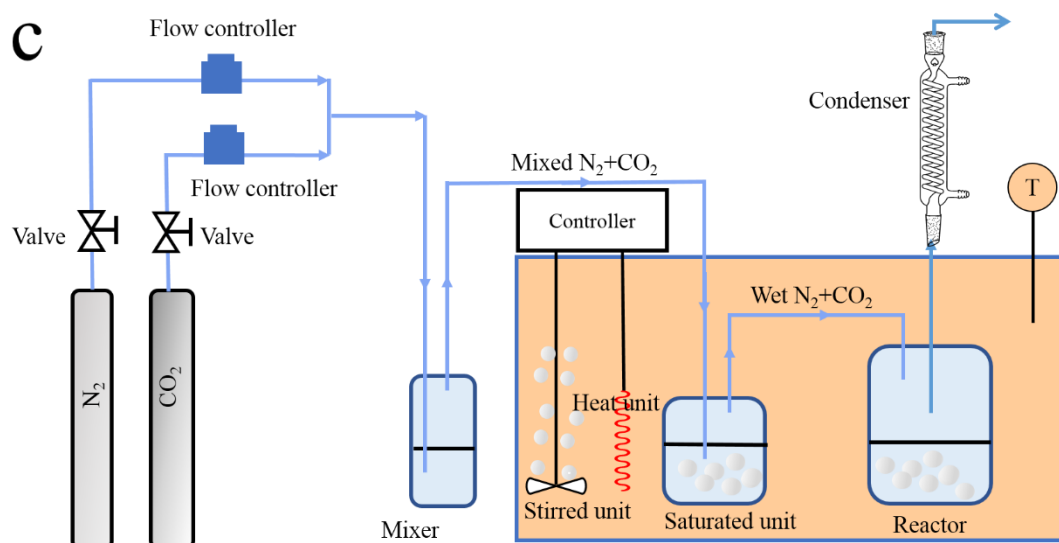 c
Flow controller
Flow controller
Condenser
Mixed N₂+CO₂
T
Valve
Valve
Controller
Wet N₂+CO₂
N₂
CO₂
Heat unit
Stirred unit
Saturated unit
Reactor
Mixer